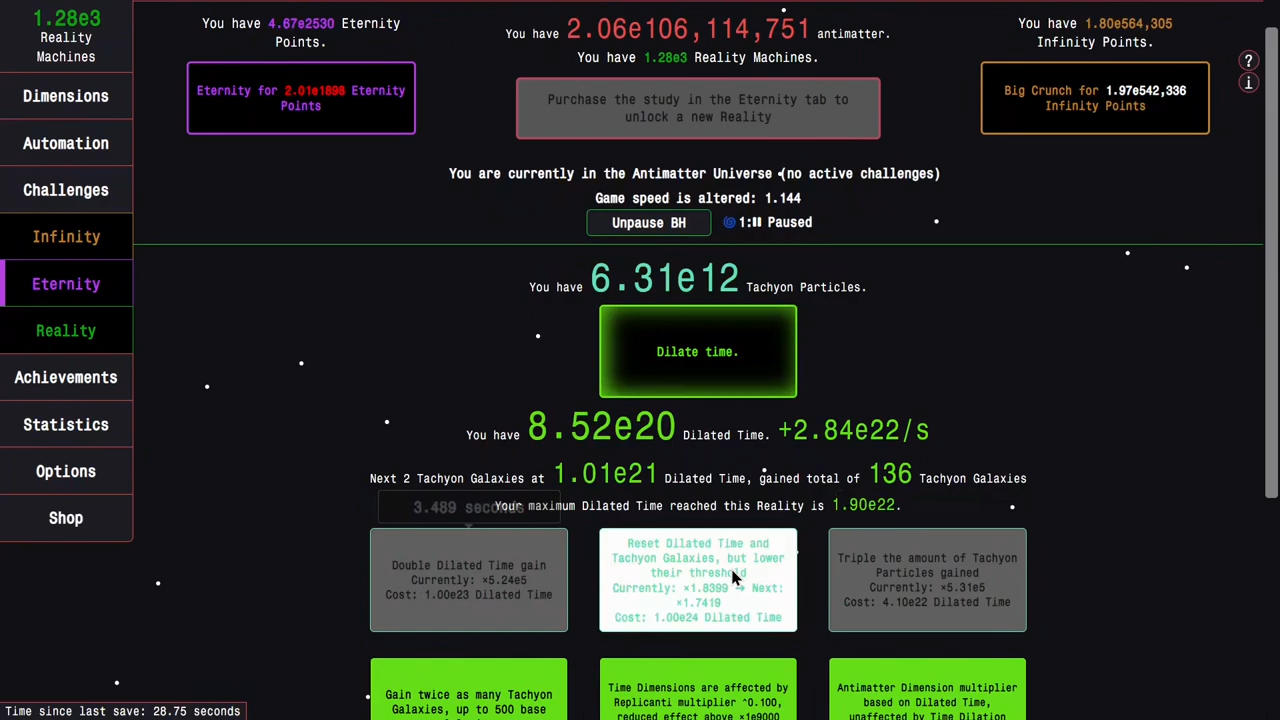 1.28e3
Reality
Machines
Dimensions
Automation
Challenges
Infinity
Eternity
Reality
Achievements
Statistics
Options
Shop
You have 4.67e2530 Eternity
Points.
Eternity for 2.01e1898 Eternity
Points
You have 2.06e106,114,751 antimatter.
You have 1.28e3 Reality Machines.
Purchase the study in the Eternity tab to
unlock a new Reality
You have 1.80e564,305
Infinity Points.
Big Crunch for 1.97e542,336
Infinity Points
?
i
You are currently in the Antimatter Universe (no active challenges)
Game speed is altered: 1.144
Unpause BH
🌀1:⏸ Paused
You have 6.31e12 Tachyon Particles.
Dilate time.
You have 8.52e20 Dilated Time. +2.84e22/s
Next 2 Tachyon Galaxies at 1.01e21 Dilated Time, gained total of 136 Tachyon Galaxies
3.489 seconds
Your maximum Dilated Time reached this Reality is 1.90e22.
Double Dilated Time gain
Currently: ×5.24e5
Cost: 1.00e23 Dilated Time
Reset Dilated Time and
Tachyon Galaxies, but lower
their threshold
Currently: ×1.8399 → Next:
×1.7419
Cost: 1.00e24 Dilated Time
Triple the amount of Tachyon
Particles gained
Currently: ×5.31e5
Cost: 4.10e22 Dilated Time
Gain twice as many Tachyon
Galaxies, up to 500 base
Time Dimensions are affected by
Replicanti multiplier ^0.100,
reduced effect above ×1e9000
Antimatter Dimension multiplier
based on Dilated Time,
unaffected by Time Dilation
Time since last save: 28.75 seconds